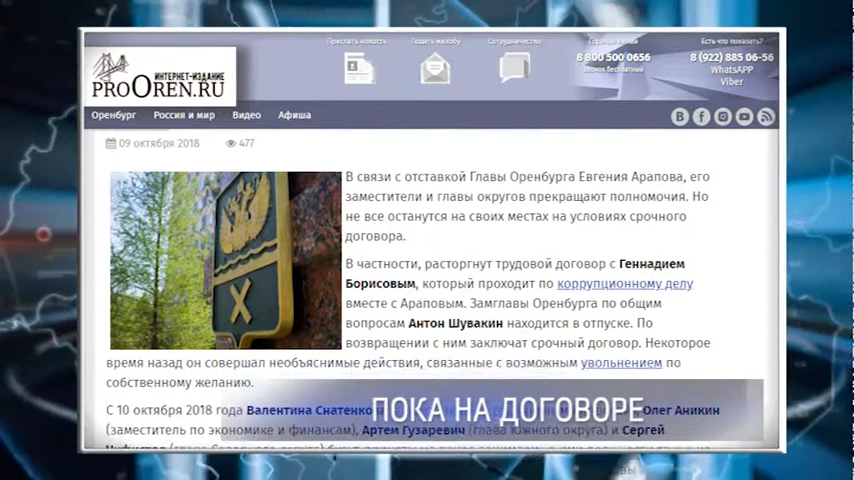 Прислать новость
Подать жалобу
Сотрудничество
Горячая линия
8 800 500 0656
звонок бесплатный
Есть что показать?
8 (922) 885 06-56
WhatsAPP
Viber
ИНТЕРНЕТ-ИЗДАНИЕ
PROOREN.RU
Оренбург Россия и мир Видео Афиша
09 октября 2018 477
В связи с отставкой Главы Оренбурга Евгения Арапова, его
заместители и главы округов прекращают полномочия. Но
не все останутся на своих местах на условиях срочного
договора.
В частности, расторгнут трудовой договор с Геннадием
Борисовым, который проходит по коррупционному делу
вместе с Араповым. Замглавы Оренбурга по общим
вопросам Антон Шувакин находится в отпуске. По
возвращении с ним заключат срочный договор. Некоторое
время назад он совершал необъяснимые действия, связанные с возможным увольнением по
собственному желанию.
ПОКА НА ДОГОВОРЕ
С 10 октября 2018 года Валентина Снатенкова Олег Аникин
(заместитель по экономике и финансам), Артем Гузаревич (глава Южного округа) и Сергей